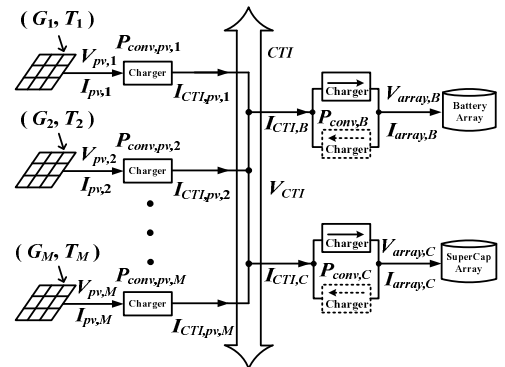 (G1, T1)
Vpv,1
Ipv,1
Pconv,pv,1
Charger
ICTI,pv,1
CTI
ICTI,B
Charger
Pconv,B
Charger
Varray,B
Iarray,B
Battery
Array
(G2, T2)
Vpv,2
Ipv,2
Pconv,pv,2
Charger
ICTI,pv,2
VCTI
(GM, TM)
Vpv,M
Ipv,M
Pconv,pv,M
Charger
ICTI,pv,M
ICTI,C
Charger
Pconv,C
Charger
Varray,C
Iarray,C
SuperCap
Array